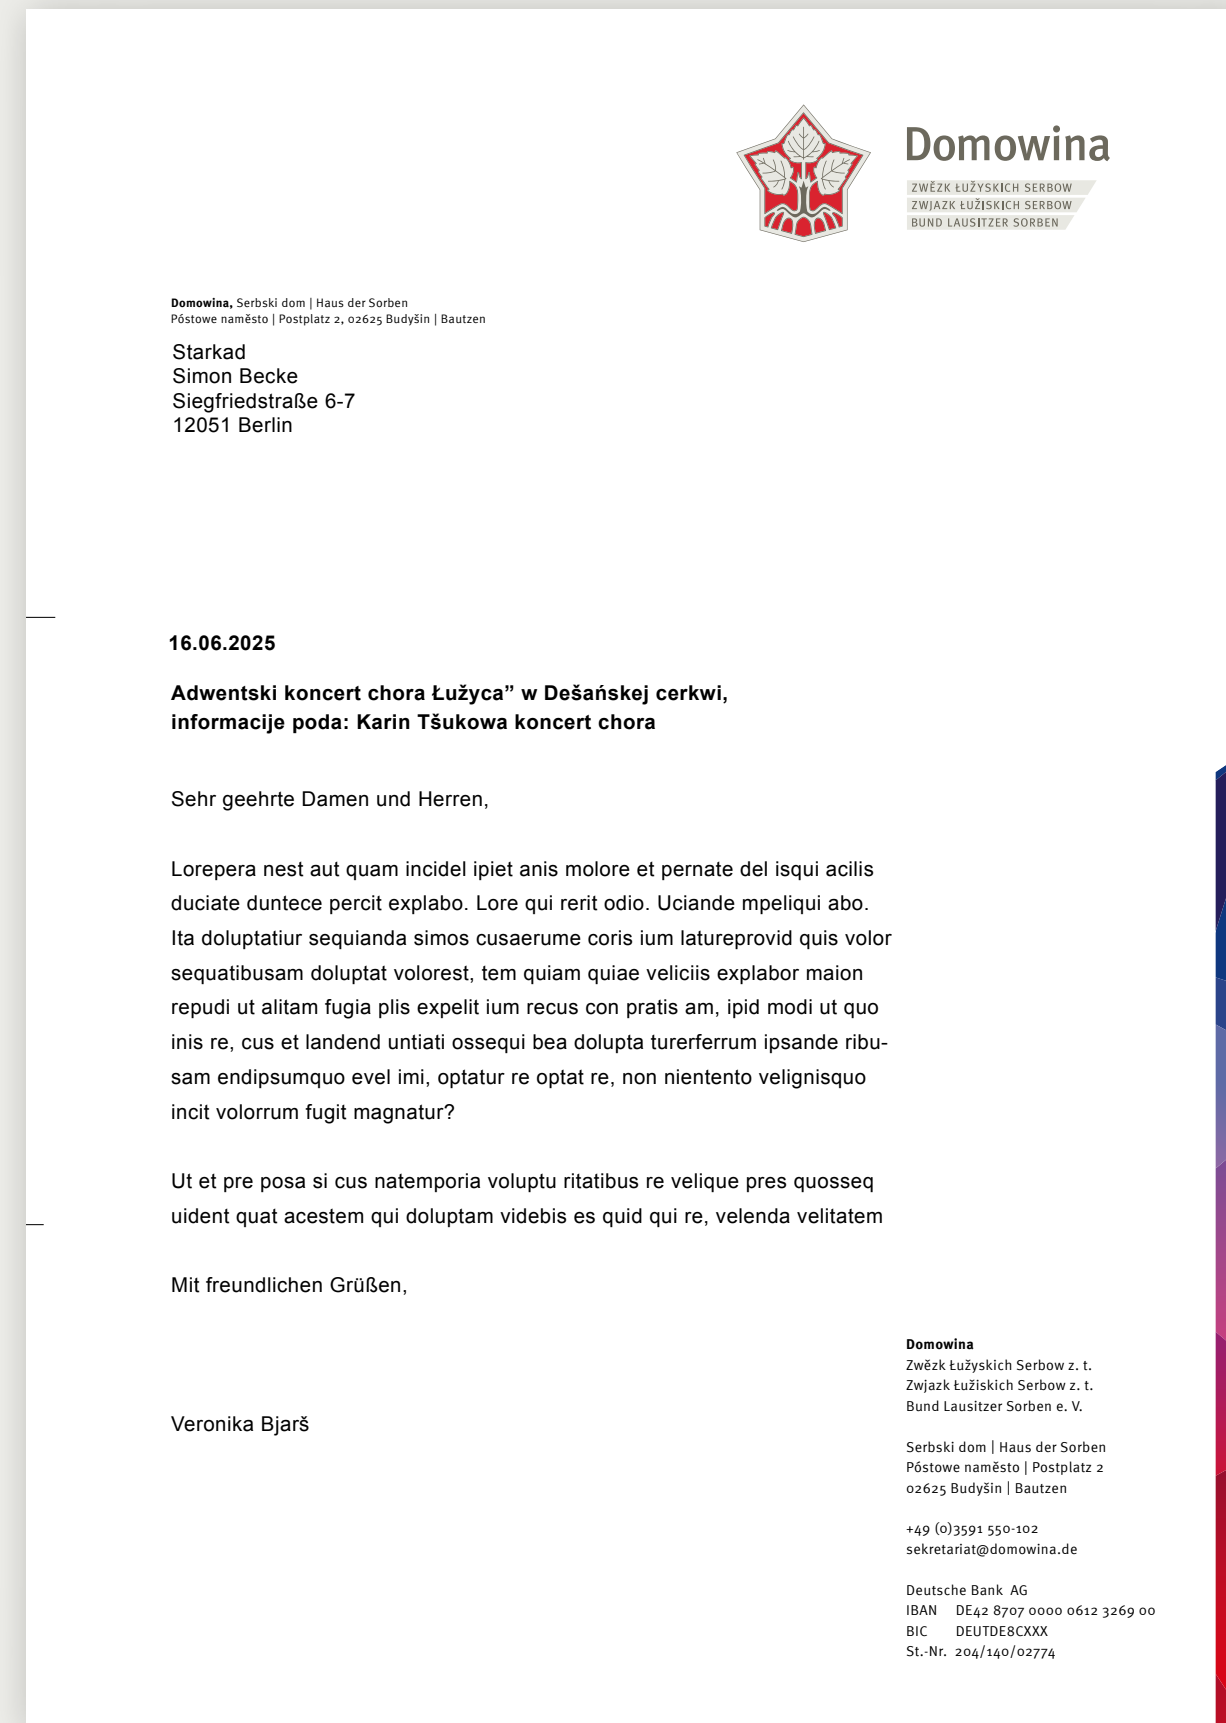 Domowina
ZWĚZK ŁUŽYSKICH SERBOW
ZWJAZK ŁUŽISKICH SERBOW
BUND LAUSITZER SORBEN
Domowina, Serbski dom | Haus der Sorben
Póstowe naměsto | Postplatz 2, 02625 Budyšin | Bautzen
Starkad
Simon Becke
Siegfriedstraße 6-7
12051 Berlin
16.06.2025
Adwentski koncert chora Łužyca” w Dešańskej cerkwi,
informacije poda: Karin Tšukowa koncert chora
Sehr geehrte Damen und Herren,
Lorepera nest aut quam incidel ipiet anis molore et pernate del isqui acilis
duciate duntece percit explabo. Lore qui rerit odio. Uciande mpeliqui abo.
Ita doluptatiur sequianda simos cusaerume coris ium latureprovid quis volor
sequatibusam doluptat volorest, tem quiam quiae veliciis explabor maion
repudi ut alitam fugia plis expelit ium recus con pratis am, ipid modi ut quo
inis re, cus et landend untiati ossequi bea dolupta turerferrum ipsande ribu-
sam endipsumquo evel imi, optatur re optat re, non nientento velignisquo
incit volorrum fugit magnatur?
Ut et pre posa si cus natemporia voluptu ritatibus re velique pres quosseq
uident quat acestem qui doluptam videbis es quid qui re, velenda velitatem
Mit freundlichen Grüßen,
Veronika Bjarš
Domowina
Zwězk Łužyskich Serbow z. t.
Zwjazk Łužiskich Serbow z. t.
Bund Lausitzer Sorben e. V.
Serbski dom | Haus der Sorben
Póstowe naměsto | Postplatz 2
02625 Budyšin | Bautzen
+49 (0)3591 550-102
sekretariat@domowina.de
Deutsche Bank AG
IBAN DE42 8707 0000 0612 3269 00
BIC DEUTDE8CXXX
St.-Nr. 204/140/02774